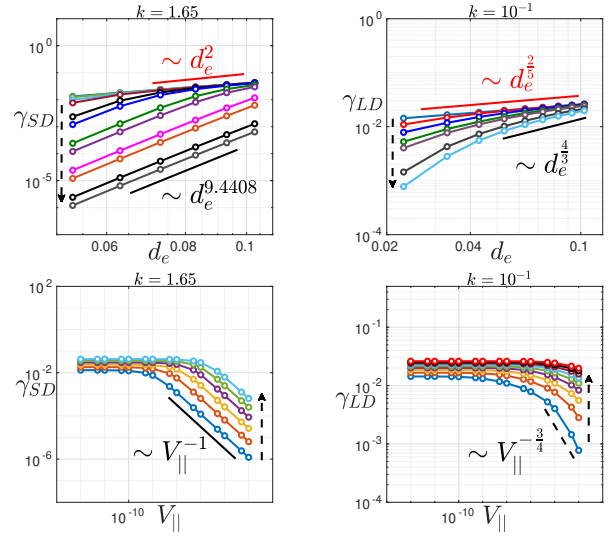 k = 1.65
10^0
10^-5
γ_SD
∼ d_e^2
∼ d_e^9.4408
0.06 0.08 0.1
d_e
k = 10^-1
10^0
10^-2
10^-4
γ_LD
∼ d_e^(2/5)
∼ d_e^(4/3)
0.02 0.04 0.1
d_e
k = 1.65
10^2
10^-2
10^-6
γ_SD
∼ V_||^-1
10^-10
V_||
k = 10^-1
10^-1
10^-2
10^-3
10^-4
γ_LD
∼ V_||^(-3/4)
10^-10
V_||